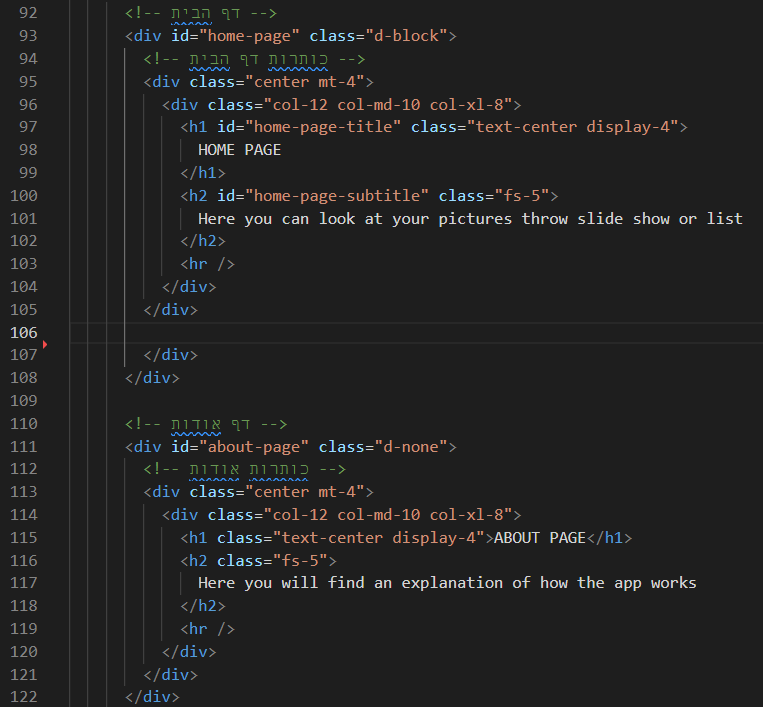 92 <!-- דף הבית -->
93 <div id="home-page" class="d-block">
94 <!-- כותרות דף הבית -->
95 <div class="center mt-4">
96 <div class="col-12 col-md-10 col-xl-8">
97 <h1 id="home-page-title" class="text-center display-4">
98 HOME PAGE
99 </h1>
100 <h2 id="home-page-subtitle" class="fs-5">
101 Here you can look at your pictures throw slide show or list
102 </h2>
103 <hr />
104 </div>
105 </div>
106
107 </div>
108 </div>
109
110 <!-- דף אודות -->
111 <div id="about-page" class="d-none">
112 <!-- כותרות אודות -->
113 <div class="center mt-4">
114 <div class="col-12 col-md-10 col-xl-8">
115 <h1 class="text-center display-4">ABOUT PAGE</h1>
116 <h2 class="fs-5">
117 Here you will find an explanation of how the app works
118 </h2>
119 <hr />
120 </div>
121 </div>
122 </div>